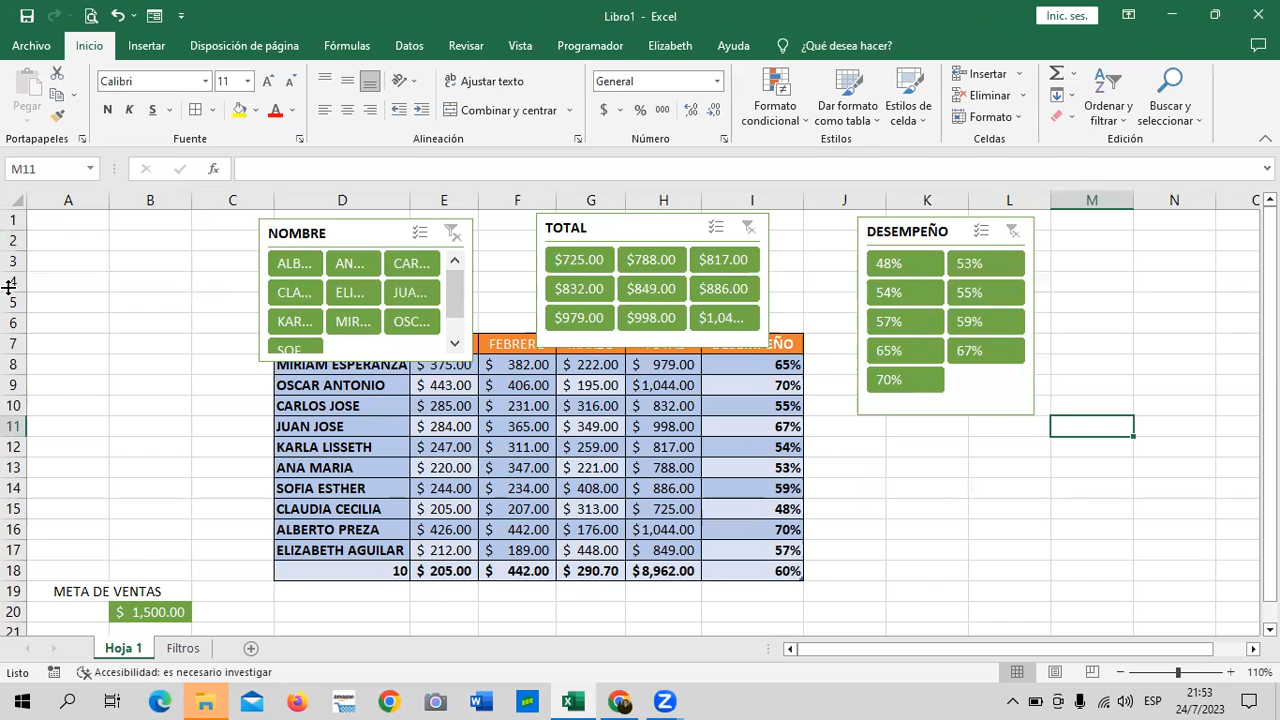 Libro1 - Excel
Inic. ses.
Archivo Inicio Insertar Disposición de página Fórmulas Datos Revisar Vista Programador Elizabeth Ayuda ¿Qué desea hacer?
Pegar
Calibri 11
N K S
Ajustar texto
Combinar y centrar
General
$ % 000
Formato condicional
Dar formato como tabla
Estilos de celda
Insertar
Eliminar
Formato
Ordenar y filtrar
Buscar y seleccionar
Portapapeles Fuente Alineación Número Estilos Celdas Edición
M11
A B C D E F G H I J K L M N
NOMBRE
ALB... AN... CAR...
CLA... ELI... JUA...
KAR... MIR... OSC...
SOF
TOTAL
$725.00 $788.00 $817.00
$832.00 $849.00 $886.00
$979.00 $998.00 $1,04...
DESEMPEÑO
48% 53%
54% 55%
57% 59%
65% 67%
70%
1
2
3
4
5
6
7 FEBRERO
8 MIRIAM ESPERANZA $ 375.00 $ 382.00 $ 222.00 $ 979.00 65%
9 OSCAR ANTONIO $ 443.00 $ 406.00 $ 195.00 $ 1,044.00 70%
10 CARLOS JOSE $ 285.00 $ 231.00 $ 316.00 $ 832.00 55%
11 JUAN JOSE $ 284.00 $ 365.00 $ 349.00 $ 998.00 67%
12 KARLA LISSETH $ 247.00 $ 311.00 $ 259.00 $ 817.00 54%
13 ANA MARIA $ 220.00 $ 347.00 $ 221.00 $ 788.00 53%
14 SOFIA ESTHER $ 244.00 $ 234.00 $ 408.00 $ 886.00 59%
15 CLAUDIA CECILIA $ 205.00 $ 207.00 $ 313.00 $ 725.00 48%
16 ALBERTO PREZA $ 426.00 $ 442.00 $ 176.00 $ 1,044.00 70%
17 ELIZABETH AGUILAR $ 212.00 $ 189.00 $ 448.00 $ 849.00 57%
18 10 $ 205.00 $ 442.00 $ 290.70 $ 8,962.00 60%
19 META DE VENTAS
20 $ 1,500.00
21
Hoja 1 Filtros
Listo Accesibilidad: es necesario investigar 110%
ESP
21:53
24/7/2023